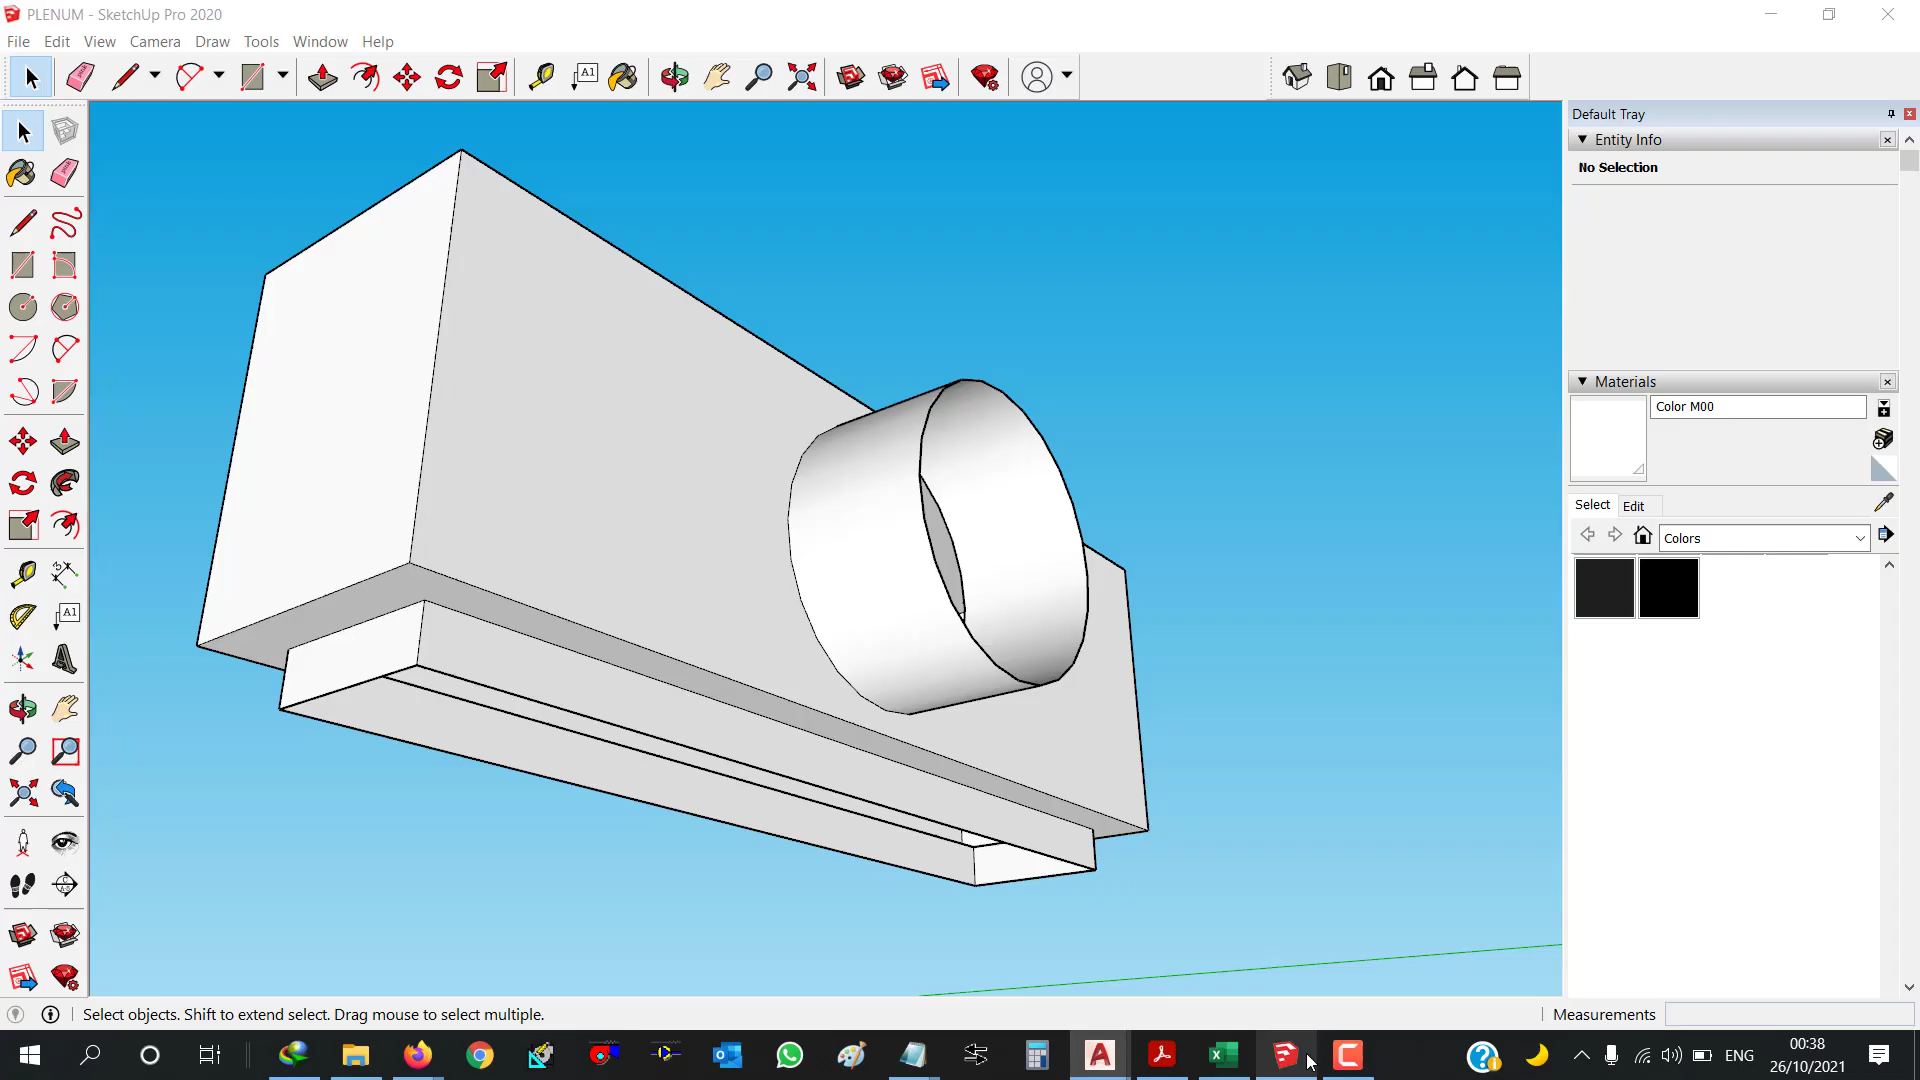 PLENUM - SketchUp Pro 2020
File Edit View Camera Draw Tools Window Help
A1
Default Tray
Entity Info
No Selection
Materials
Color M00
Select Edit
Colors
A1
Select objects. Shift to extend select. Drag mouse to select multiple.
Measurements
ENG
00:38
26/10/2021